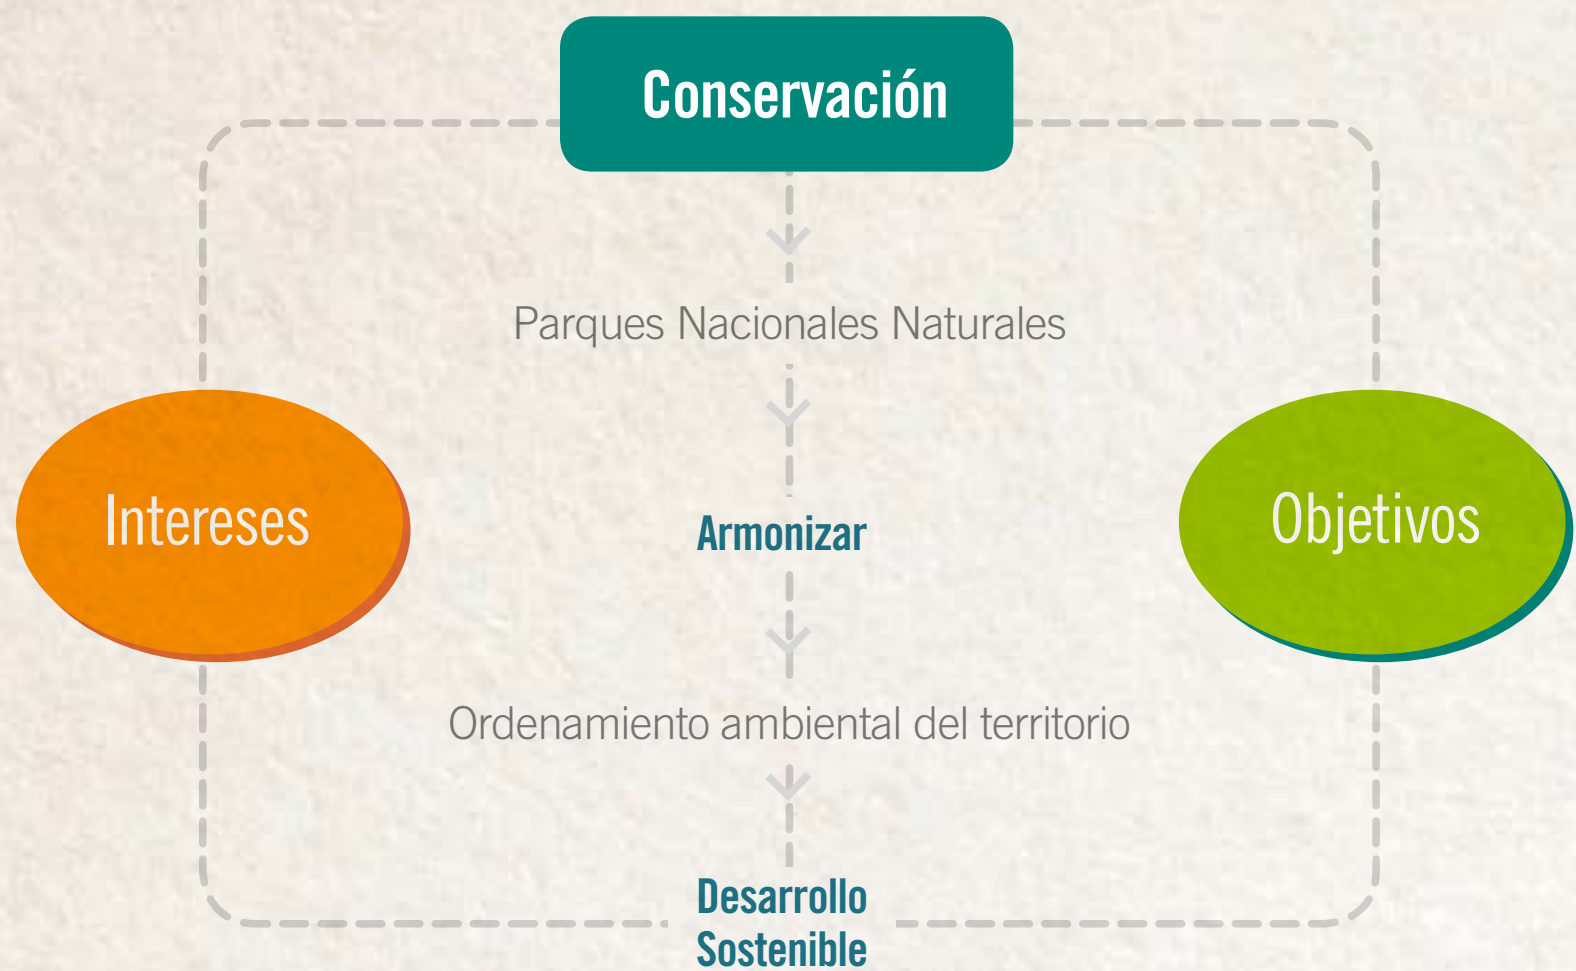 Conservación
Parques Nacionales Naturales
Intereses
Armonizar
Objetivos
Ordenamiento ambiental del territorio
Desarrollo
Sostenible